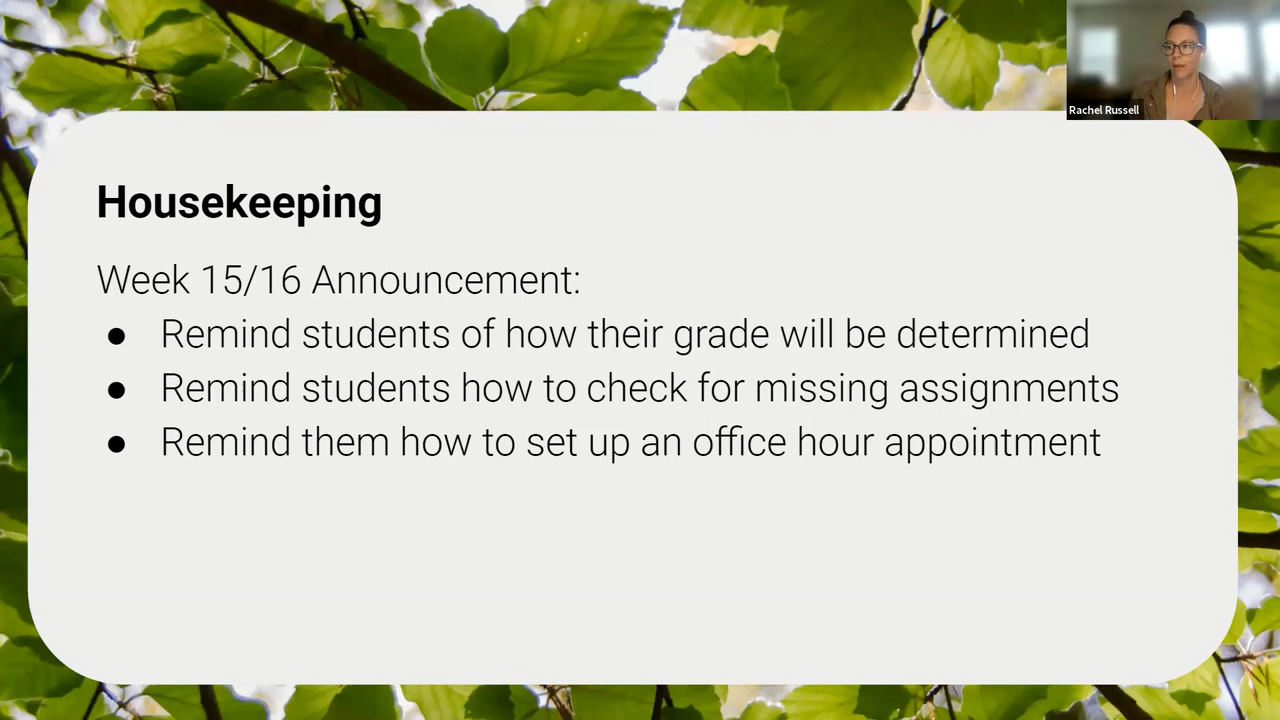 Rachel Russell
Housekeeping
Week 15/16 Announcement:
● Remind students of how their grade will be determined
● Remind students how to check for missing assignments
● Remind them how to set up an office hour appointment